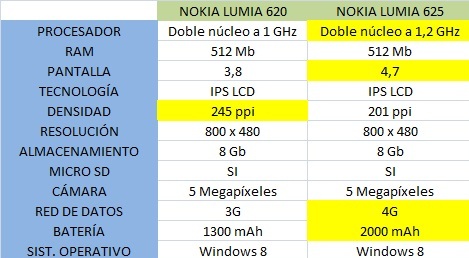 NOKIA LUMIA 620 NOKIA LUMIA 625
PROCESADOR Doble núcleo a 1 GHz Doble núcleo a 1,2 GHz
RAM 512 Mb 512 Mb
PANTALLA 3,8 4,7
TECNOLOGÍA IPS LCD IPS LCD
DENSIDAD 245 ppi 201 ppi
RESOLUCIÓN 800 x 480 800 x 480
ALMACENAMIENTO 8 Gb 8 Gb
MICRO SD SI SI
CÁMARA 5 Megapíxeles 5 Megapíxeles
RED DE DATOS 3G 4G
BATERÍA 1300 mAh 2000 mAh
SIST. OPERATIVO Windows 8 Windows 8